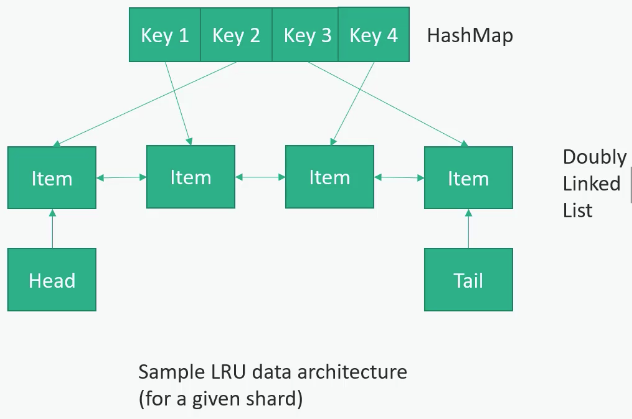 Key 1 Key 2 Key 3 Key 4 HashMap
Item Item Item Item
Doubly
Linked
List
Head Tail
Sample LRU data architecture
(for a given shard)